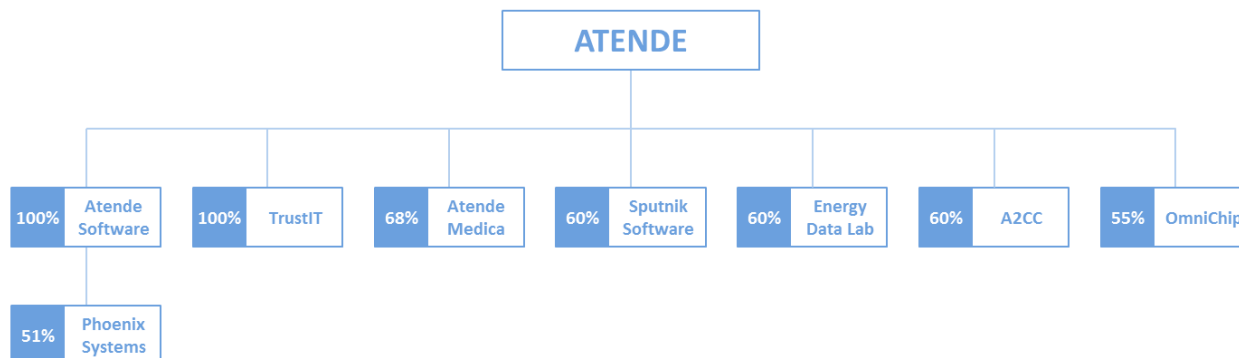 ATENDE
100%
Atende
Software
100%
TrustIT
68%
Atende
Medica
60%
Sputnik
Software
60%
Energy
Data Lab
60%
A2CC
55%
OmniChip
51%
Phoenix
Systems